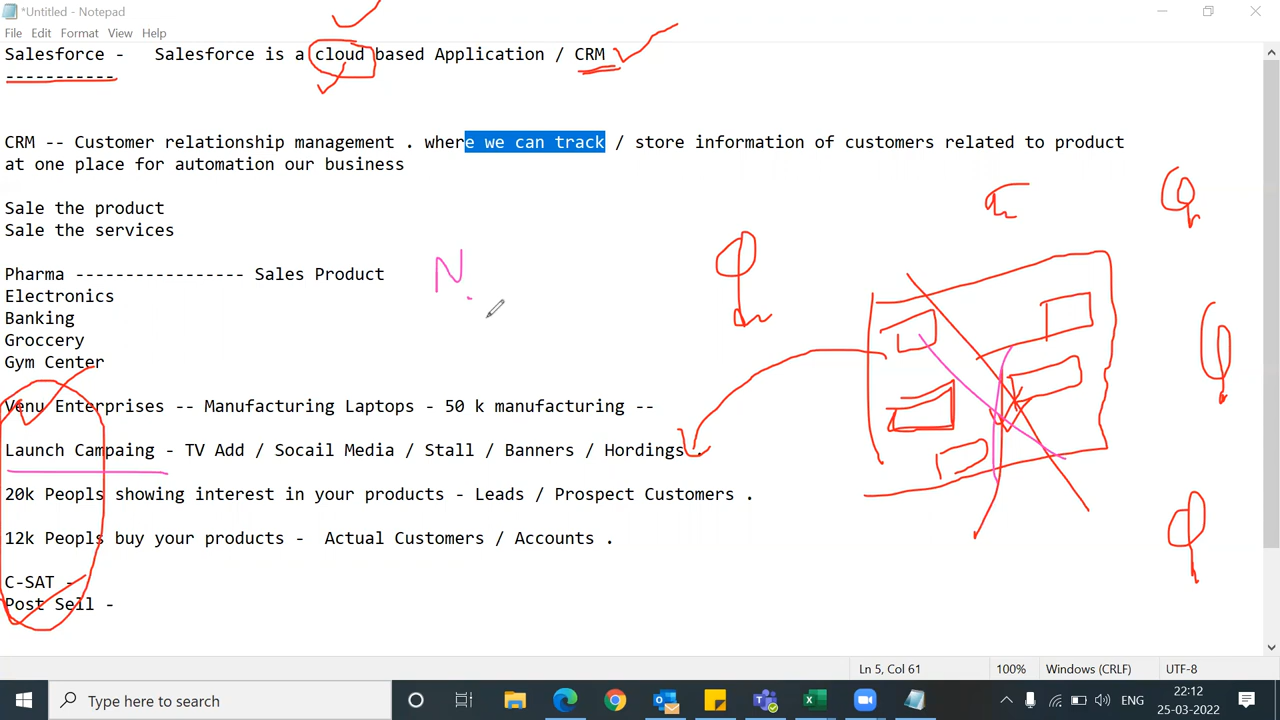 *Untitled - Notepad
File Edit Format View Help
Salesforce - Salesforce is a cloud based Application / CRM
-----------
CRM -- Customer relationship management . where we can track / store information of customers related to product
at one place for automation our business
Sale the product
Sale the services
Pharma ----------------- Sales Product
N
Electronics
Banking
Groccery
Gym Center
Venu Enterprises -- Manufacturing Laptops - 50 k manufacturing --
Launch Campaing - TV Add / Socail Media / Stall / Banners / Hordings .
20k Peopls showing interest in your products - Leads / Prospect Customers .
12k Peopls buy your products - Actual Customers / Accounts .
C-SAT -
Post Sell -
Ln 5, Col 61 100% Windows (CRLF) UTF-8
Type here to search
ENG
22:12
25-03-2022